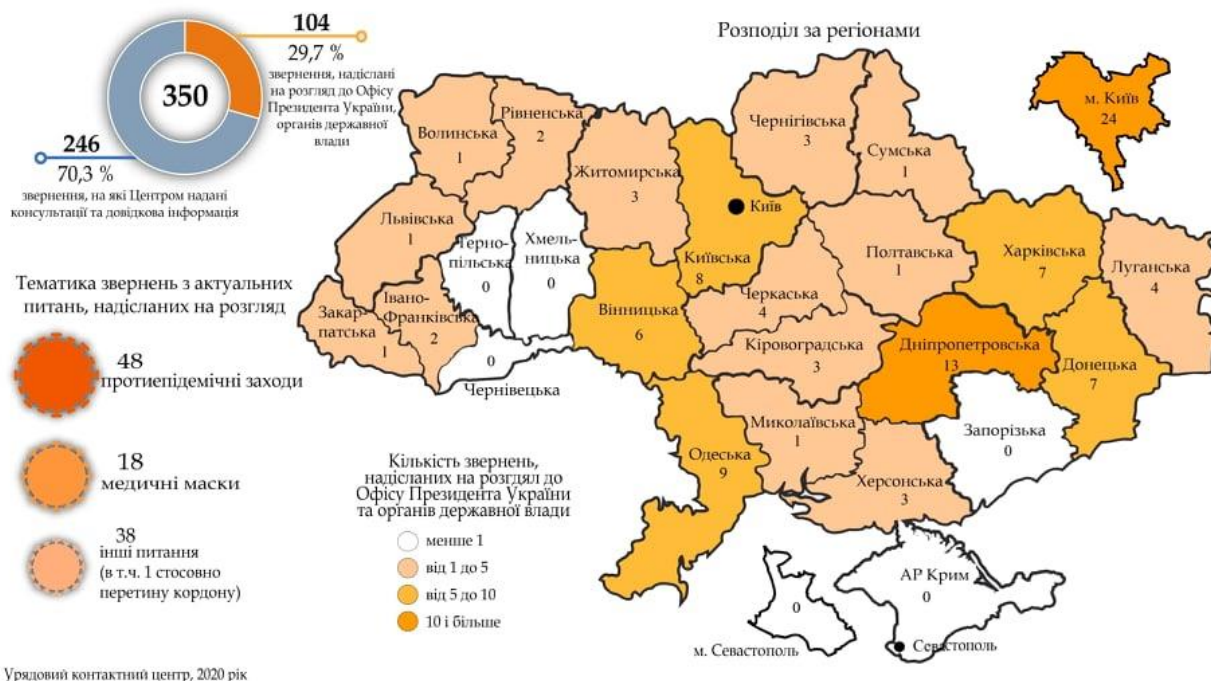 350
104
29,7 %
звернення, надіслані
на розгляд до Офісу
Президента України,
органів державної
влади
246
70,3 %
звернення, на які Центром надані
консультації та довідкова інформація
Тематика звернень з актуальних
питань, надісланих на розгляд
48
протиепідемічні заходи
18
медичні маски
38
інші питання
(в т.ч. 1 стосовно
перетину кордону)
Розподіл за регіонами
м. Київ
24
Волинська
1
Рівненська
2
Житомирська
3
Чернігівська
3
Сумська
1
Київ
Київська
8
Львівська
1
Терно-
пільська
0
Хмель-
ницька
0
Полтавська
1
Харківська
7
Луганська
4
Закар-
патська
1
Івано-
Франківська
2
0
Чернівецька
Вінницька
6
Черкаська
4
Кіровоградська
3
Дніпропетровська
13
Донецька
7
Одеська
9
Миколаївська
1
Запорізька
0
Херсонська
3
АР Крим
0
0
м. Севастополь
Севастополь
Кількість звернень,
надісланих на розгдял до
Офісу Президента України
та органів державної влади
менше 1
від 1 до 5
від 5 до 10
10 і більше
Урядовий контактний центр, 2020 рік